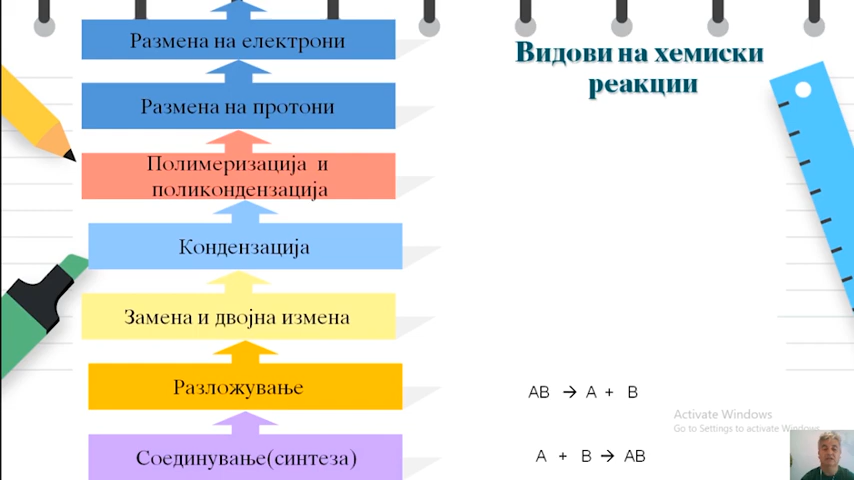 Видови на хемиски
реакции
Размена на електрони
Размена на протони
Полимеризација и
поликондензација
Кондензација
Замена и двојна измена
Разложување
AB → A + B
Соединување(синтеза)
A + B → AB
Activate Windows
Go to Settings to activate Windows.